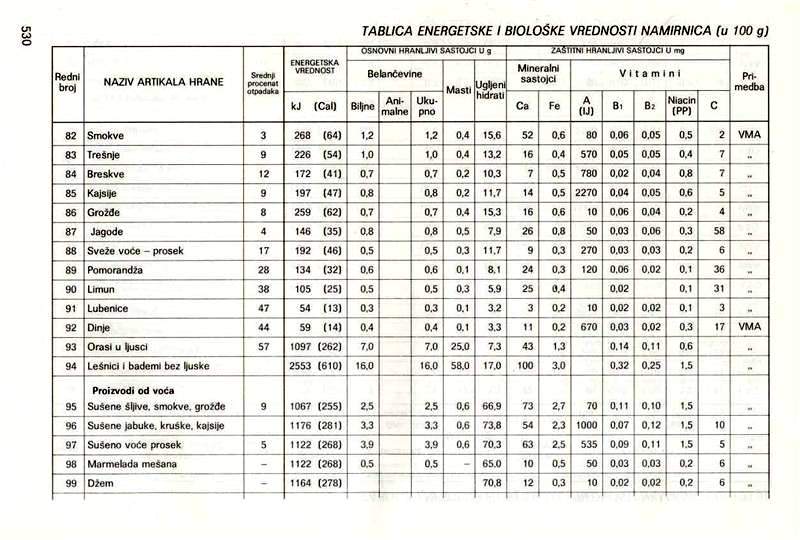 530
TABLICA ENERGETSKE I BIOLOŠKE VREDNOSTI NAMIRNICA (u 100 g)
Redni broj NAZIV ARTIKALA HRANE Srednji procenat otpadaka ENERGETSKA VREDNOST OSNOVNI HRANLJIVI SASTOJCI U g ZAŠTITNI HRANLJIVI SASTOJCI U mg Primedba
Belančevine Masti Ugljeni hidrati Mineralni sastojci Vitamini
kJ (Cal) Biljne Animalne Ukupno Ca Fe A (IJ) B1 B2 Niacin (PP) C
82 Smokve 3 268 (64) 1,2 1,2 0,4 15,6 52 0,6 80 0,06 0,05 0,5 2 VMA
83 Trešnje 9 226 (54) 1,0 1,0 0,4 13,2 16 0,4 570 0,05 0,05 0,4 7 „
84 Breskve 12 172 (41) 0,7 0,7 0,2 10,3 7 0,5 780 0,02 0,04 0,8 7 „
85 Kajsije 9 197 (47) 0,8 0,8 0,2 11,7 14 0,5 2270 0,04 0,05 0,6 5 „
86 Grožđe 8 259 (62) 0,7 0,7 0,4 15,3 16 0,6 10 0,06 0,04 0,2 4 „
87 Jagode 4 146 (35) 0,8 0,8 0,5 7,9 26 0,8 50 0,03 0,06 0,3 58 „
88 Sveže voće – prosek 17 192 (46) 0,5 0,5 0,3 11,7 9 0,3 270 0,03 0,03 0,2 6 „
89 Pomorandža 28 134 (32) 0,6 0,6 0,1 8,1 24 0,3 120 0,06 0,02 0,1 36 „
90 Limun 38 105 (25) 0,5 0,5 0,3 5,9 25 0,4 0,02 0,1 31 „
91 Lubenice 47 54 (13) 0,3 0,3 0,1 3,2 3 0,2 10 0,02 0,02 0,1 3 „
92 Dinje 44 59 (14) 0,4 0,4 0,1 3,3 11 0,2 670 0,03 0,02 0,3 17 VMA
93 Orasi u ljusci 57 1097 (262) 7,0 7,0 25,0 7,3 43 1,3 0,14 0,11 0,6 „
94 Lešnici i bademi bez ljuske 2553 (610) 16,0 16,0 58,0 17,0 100 3,0 0,32 0,25 1,5 „
Proizvodi od voća
95 Sušene šljive, smokve, grožđe 9 1067 (255) 2,5 2,5 0,6 66,9 73 2,7 70 0,11 0,10 1,5 „
96 Sušene jabuke, kruške, kajsije 1176 (281) 3,3 3,3 0,6 73,8 54 2,3 1000 0,07 0,12 1,5 10 „
97 Sušeno voće prosek 5 1122 (268) 3,9 3,9 0,6 70,3 63 2,5 535 0,09 0,11 1,5 5 „
98 Marmelada mešana – 1122 (268) 0,5 0,5 – 65,0 10 0,5 50 0,03 0,03 0,2 6 „
99 Džem – 1164 (278) 70,8 12 0,3 10 0,02 0,02 0,2 6 „